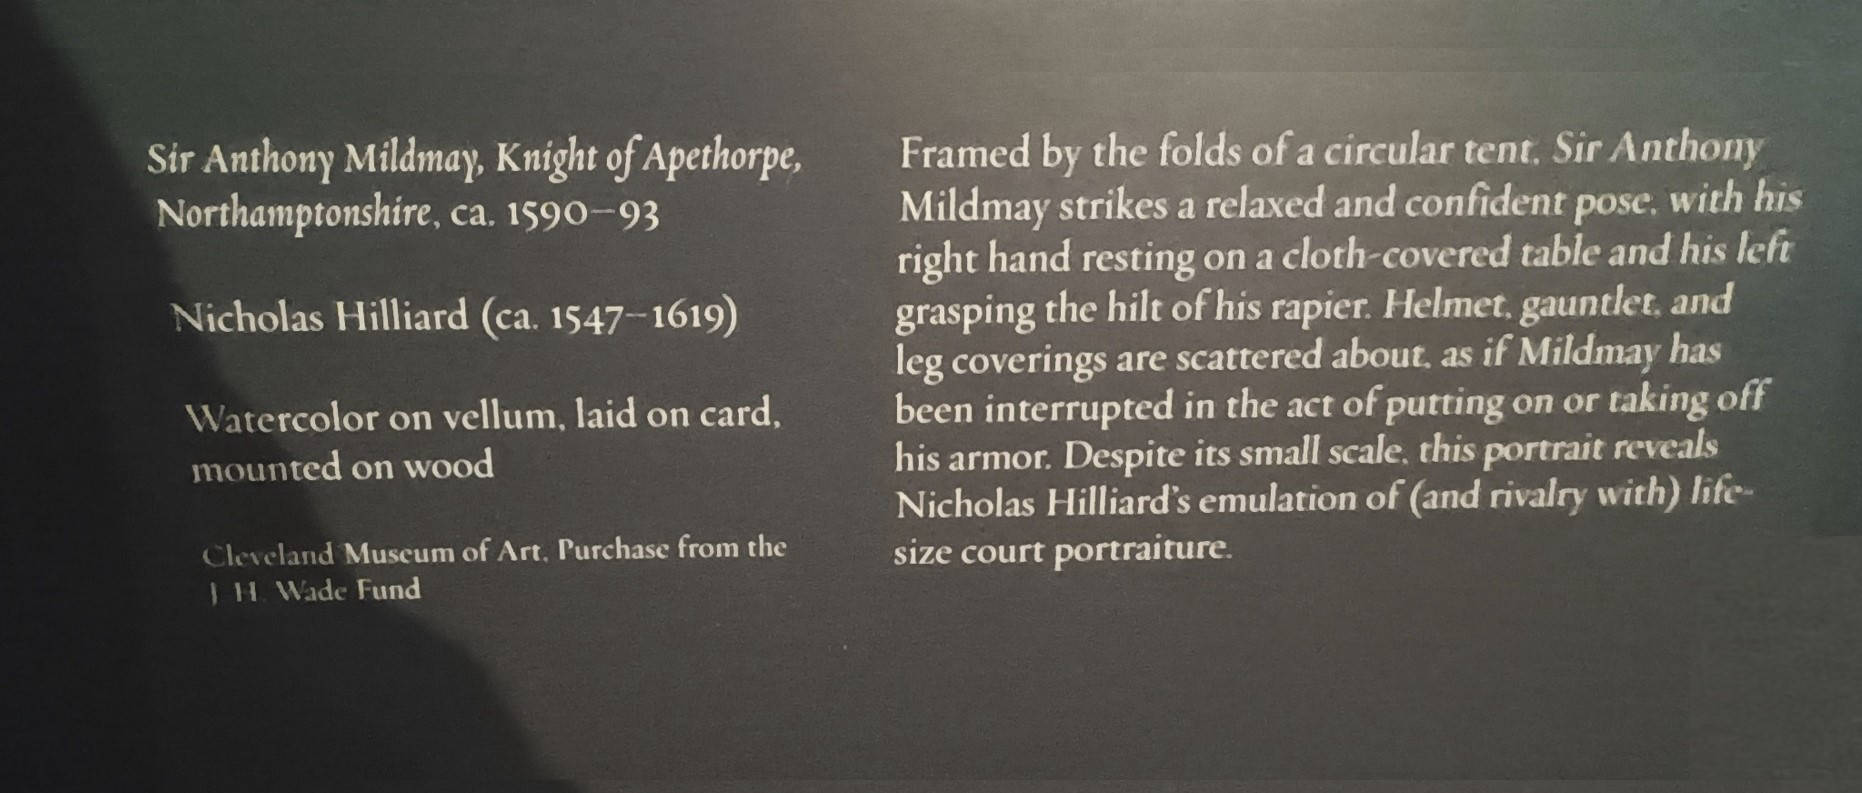 Sir Anthony Mildmay, Knight of Apethorpe,
Northamptonshire, ca. 1590–93
Nicholas Hilliard (ca. 1547–1619)
Watercolor on vellum, laid on card,
mounted on wood
Cleveland Museum of Art, Purchase from the
J. H. Wade Fund
Framed by the folds of a circular tent, Sir Anthony
Mildmay strikes a relaxed and confident pose, with his
right hand resting on a cloth-covered table and his left
grasping the hilt of his rapier. Helmet, gauntlet, and
leg coverings are scattered about, as if Mildmay has
been interrupted in the act of putting on or taking off
his armor. Despite its small scale, this portrait reveals
Nicholas Hilliard's emulation of (and rivalry with) life-
size court portraiture.